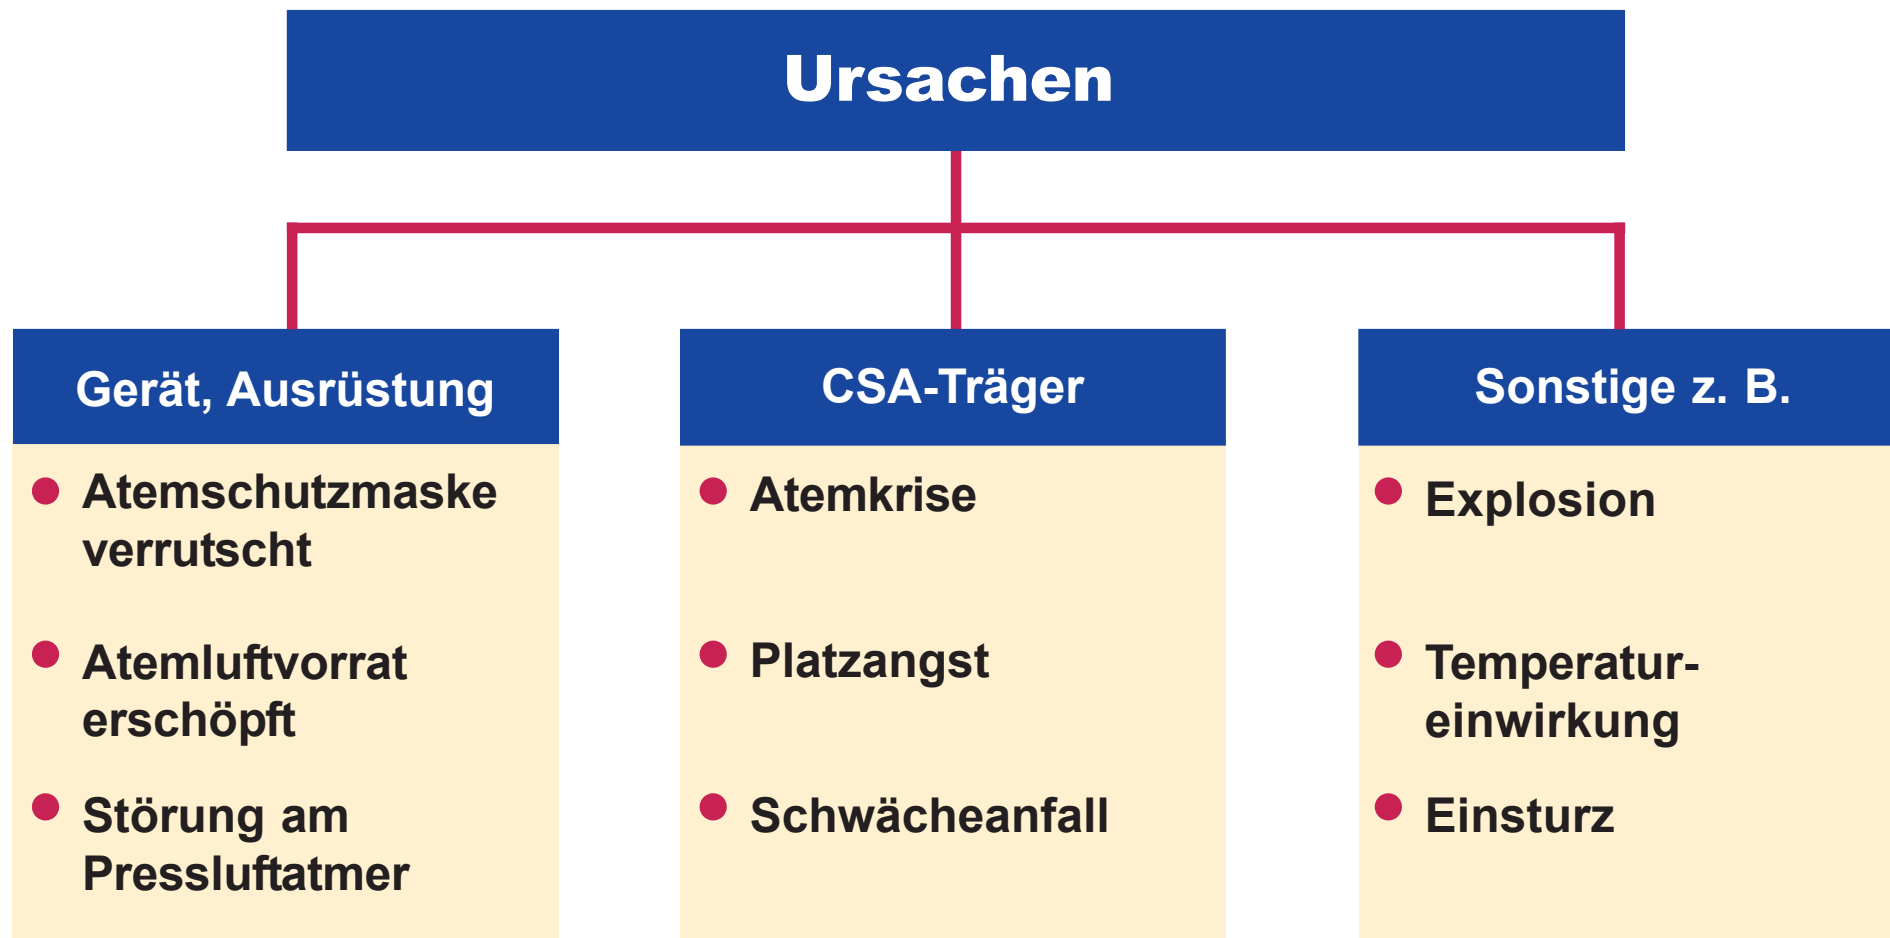 Ursachen
Gerät, Ausrüstung
Atemschutzmaske
verrutscht
Atemluftvorrat
erschöpft
Störung am
Pressluftatmer
CSA-Träger
Atemkrise
Platzangst
Schwächeanfall
Sonstige z. B.
Explosion
Temperatur-
einwirkung
Einsturz